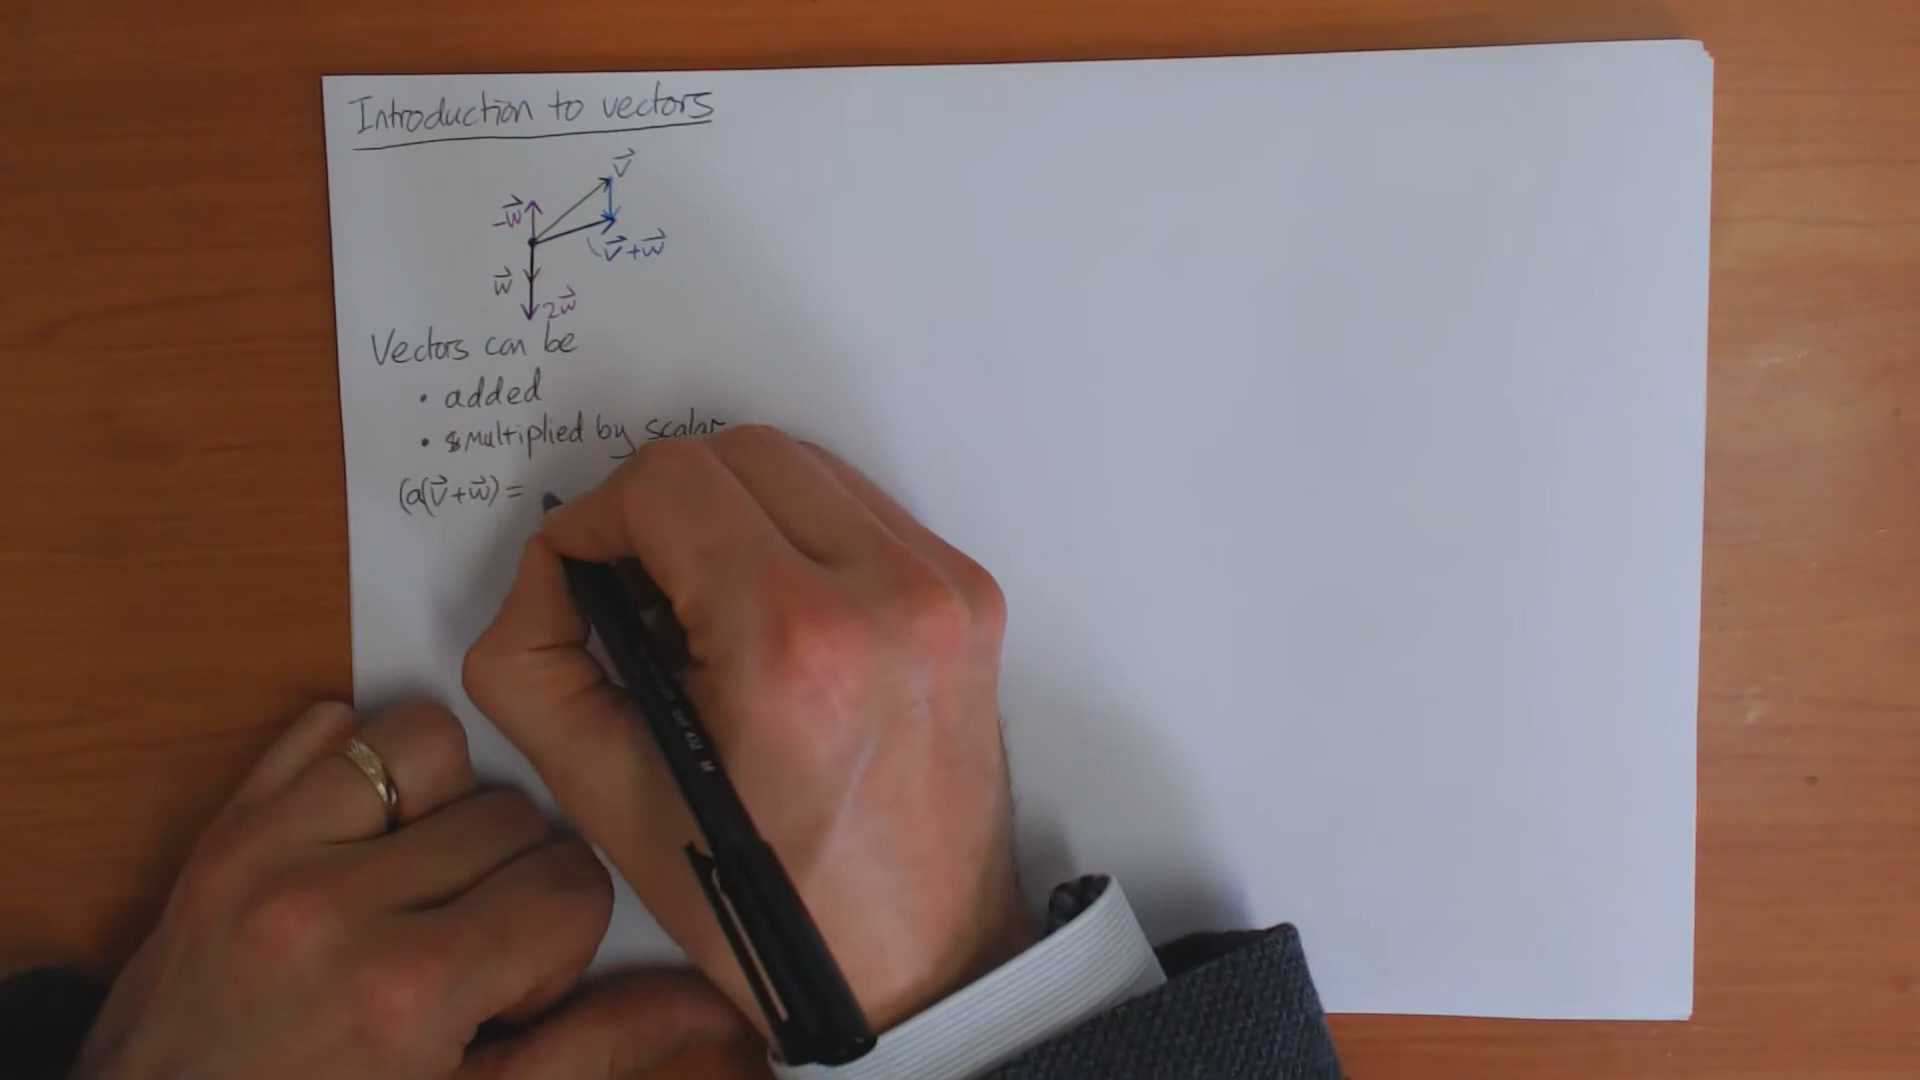 Introduction to vectors
v⃗
-w⃗
v⃗+w⃗
w⃗
2w⃗
Vectors can be
• added
• multiplied by scalar
(a(v⃗+w⃗) =